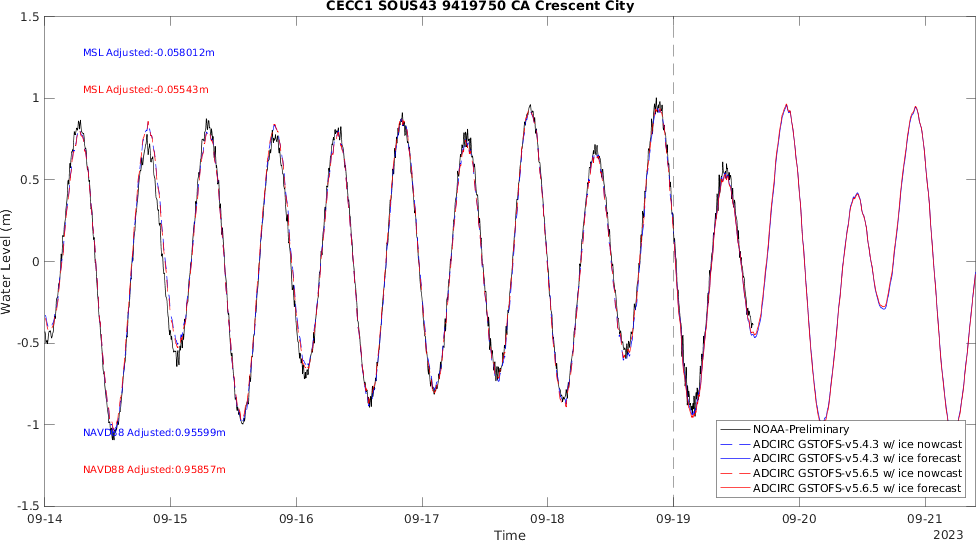 CECC1 SOUS43 9419750 CA Crescent City
1.5
MSL Adjusted:-0.058012m
MSL Adjusted:-0.05543m
1
0.5
0
-0.5
-1
-1.5
Water Level (m)
NAVD88 Adjusted:0.95599m
NAVD88 Adjusted:0.95857m
NOAA-Preliminary
ADCIRC GSTOFS-v5.4.3 w/ ice nowcast
ADCIRC GSTOFS-v5.4.3 w/ ice forecast
ADCIRC GSTOFS-v5.6.5 w/ ice nowcast
ADCIRC GSTOFS-v5.6.5 w/ ice forecast
09-14 09-15 09-16 09-17 09-18 09-19 09-20 09-21
Time
2023